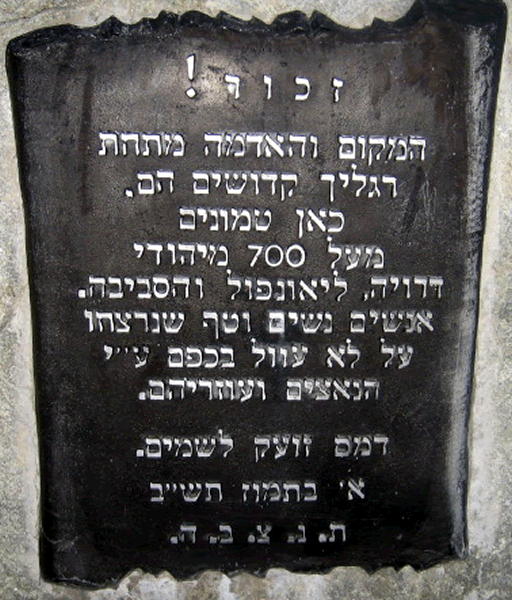 זכור!
המקום והאדמה מתחת
רגליך קדושים הם.
כאן טמונים
מעל 700 מיהודי
דרויה, ליאונפול והסביבה.
אנשים נשים וטף שנרצחו
על לא עוול בכפם ע"י
הנאצים ועוזריהם.
דמם זועק לשמים.
א' בתמוז תש"ב
ת. נ. צ. ב. ה.